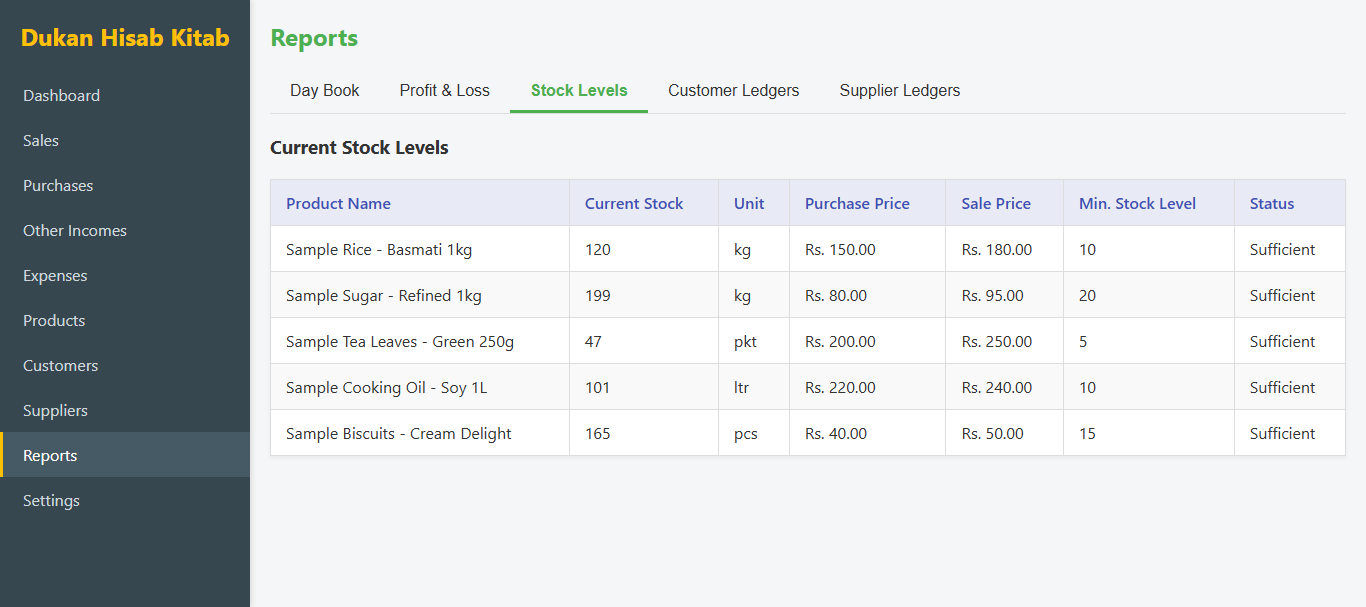 Dukan Hisab Kitab
Dashboard
Sales
Purchases
Other Incomes
Expenses
Products
Customers
Suppliers
Reports
Settings
Reports
Day Book Profit & Loss Stock Levels Customer Ledgers Supplier Ledgers
Current Stock Levels
Product Name Current Stock Unit Purchase Price Sale Price Min. Stock Level Status
Sample Rice - Basmati 1kg 120 kg Rs. 150.00 Rs. 180.00 10 Sufficient
Sample Sugar - Refined 1kg 199 kg Rs. 80.00 Rs. 95.00 20 Sufficient
Sample Tea Leaves - Green 250g 47 pkt Rs. 200.00 Rs. 250.00 5 Sufficient
Sample Cooking Oil - Soy 1L 101 ltr Rs. 220.00 Rs. 240.00 10 Sufficient
Sample Biscuits - Cream Delight 165 pcs Rs. 40.00 Rs. 50.00 15 Sufficient